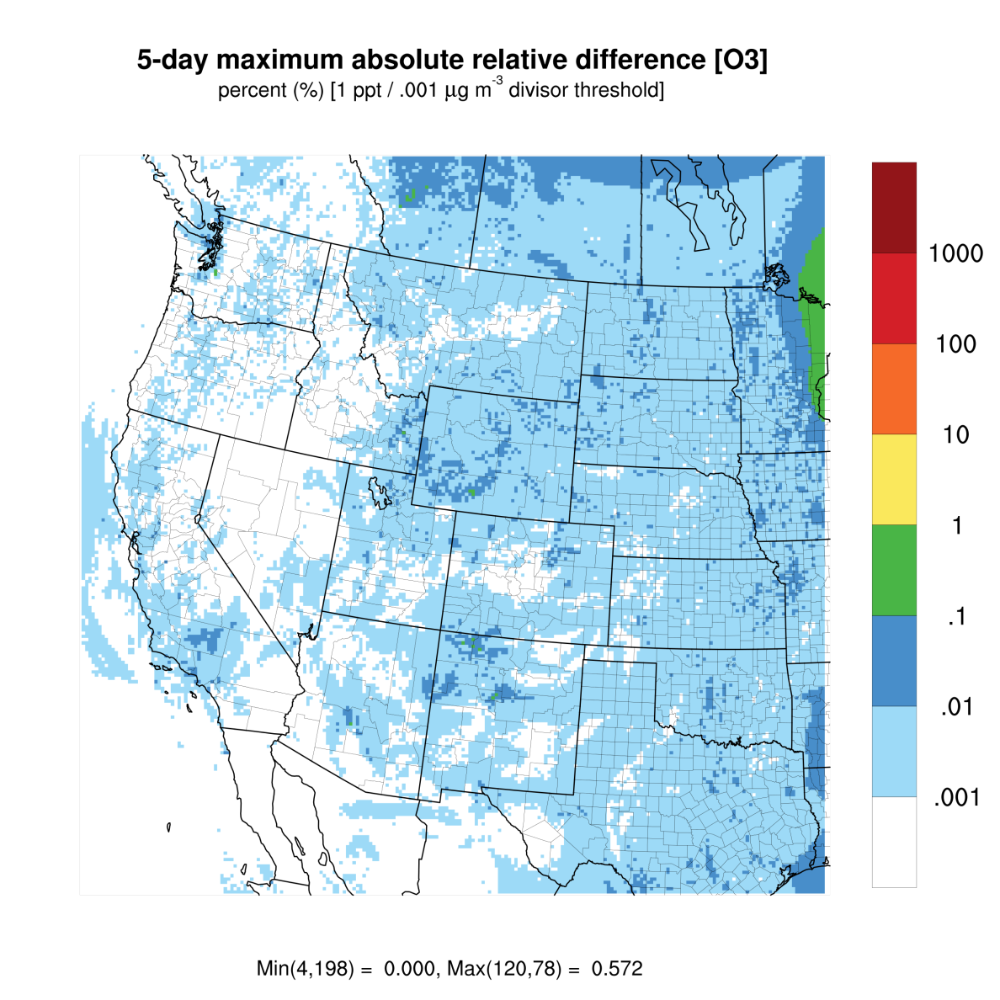 5-day maximum absolute relative difference [O3]
percent (%) [1 ppt / .001 μg m-3 divisor threshold]
1000
100
10
1
.1
.01
.001
Min(4,198) = 0.000, Max(120,78) = 0.572